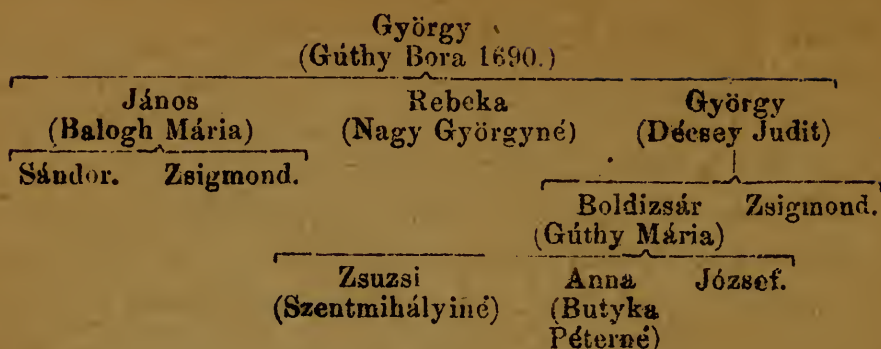 György
(Gúthy Bora 1690.)
János Rebeka György
(Balogh Mária) (Nagy Györgyné) (Décsey Judit)
Sándor. Zsigmond.
Boldizsár Zsigmond.
(Gúthy Mária)
Zsuzsi Anna József.
(Szentmihályiné) (Butyka
Péterné)